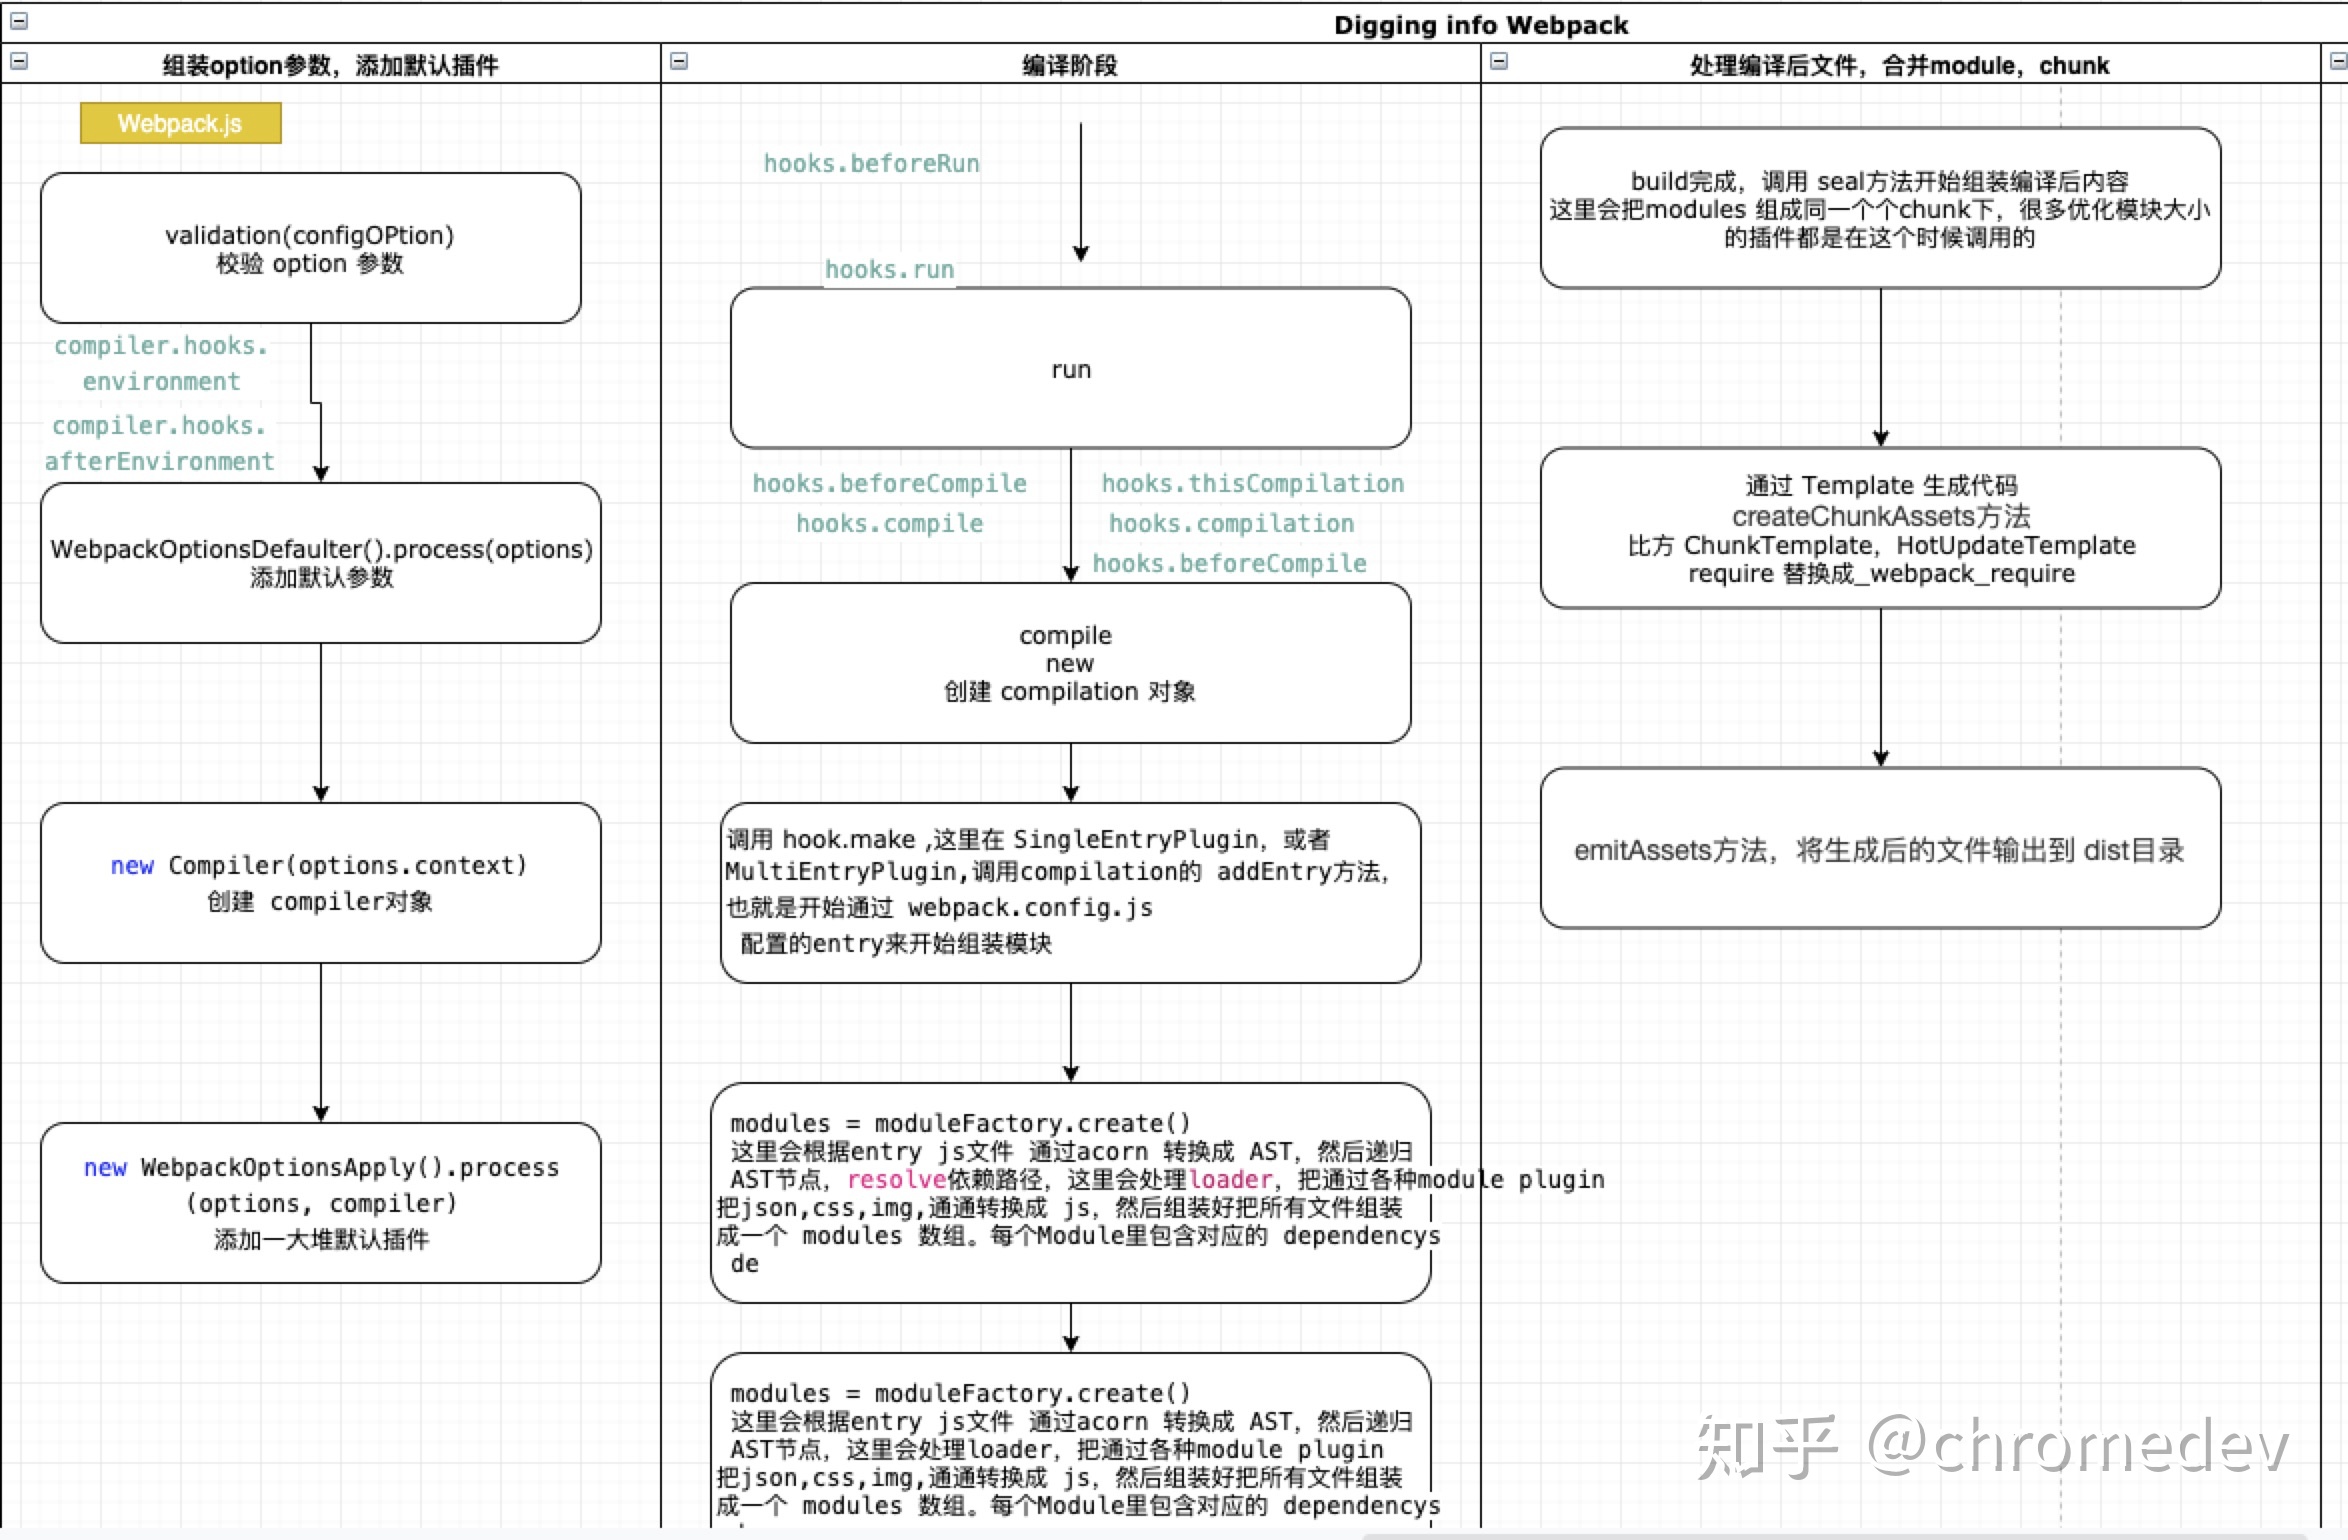 Digging info Webpack
组装option参数，添加默认插件
Webpack.js
validation(configOPtion)
校验 option 参数
compiler.hooks.
environment
compiler.hooks.
afterEnvironment
WebpackOptionsDefaulter().process(options)
添加默认参数
new Compiler(options.context)
创建 compiler对象
new WebpackOptionsApply().process
(options, compiler)
添加一大堆默认插件
编译阶段
hooks.beforeRun
hooks.run
run
hooks.beforeCompile
hooks.compile
hooks.thisCompilation
hooks.compilation
hooks.beforeCompile
compile
new
创建 compilation 对象
调用 hook.make ,这里在 SingleEntryPlugin，或者
MultiEntryPlugin,调用compilation的 addEntry方法，
也就是开始通过 webpack.config.js
配置的entry来开始组装模块
modules = moduleFactory.create()
这里会根据entry js文件 通过acorn 转换成 AST，然后递归
AST节点，resolve依赖路径，这里会处理loader，把通过各种module plugin
把json,css,img,通通转换成 js，然后组装好把所有文件组装
成一个 modules 数组。每个Module里包含对应的 dependencys
de
modules = moduleFactory.create()
这里会根据entry js文件 通过acorn 转换成 AST，然后递归
AST节点，这里会处理loader，把通过各种module plugin
把json,css,img,通通转换成 js，然后组装好把所有文件组装
成一个 modules 数组。每个Module里包含对应的 dependencys
处理编译后文件，合并module，chunk
build完成，调用 seal方法开始组装编译后内容
这里会把modules 组成同一个个chunk下，很多优化模块大小
的插件都是在这个时候调用的
通过 Template 生成代码
createChunkAssets方法
比方 ChunkTemplate，HotUpdateTemplate
require 替换成_webpack_require
emitAssets方法，将生成后的文件输出到 dist目录
知乎 @chromedev